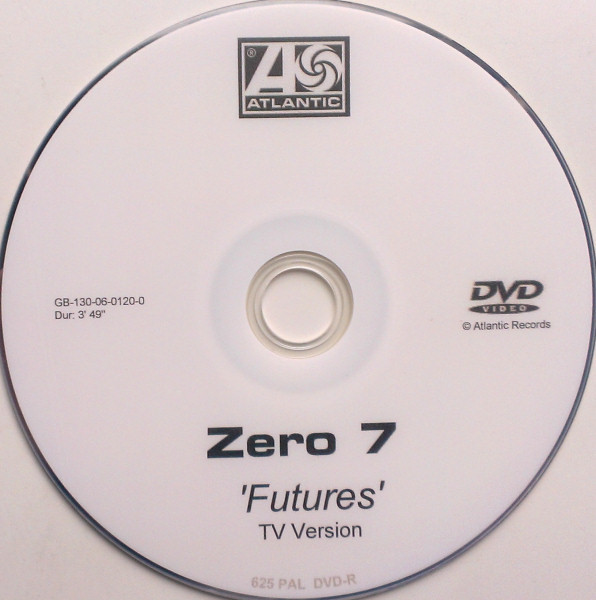 ®
ATLANTIC
GB-130-06-0120-0
Dur: 3' 49"
DVD
VIDEO
© Atlantic Records
Zero 7
'Futures'
TV Version
625 PAL DVD-R